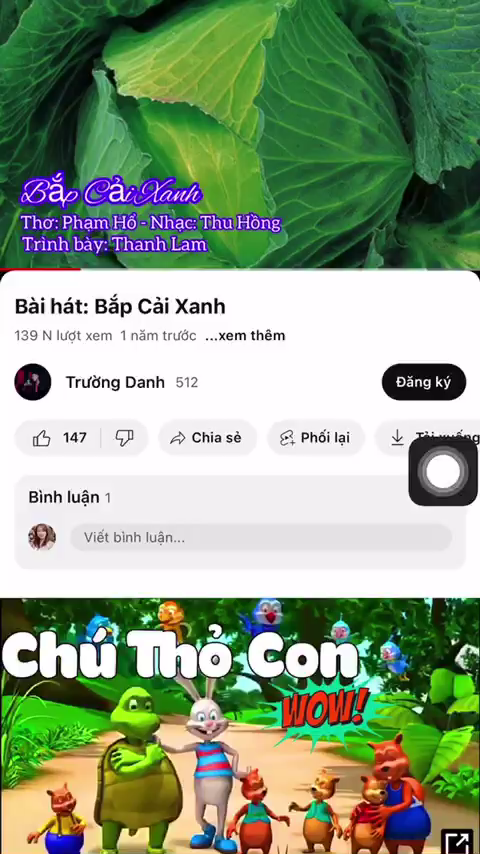 Bắp Cải Xanh
Thơ: Phạm Hổ - Nhạc: Thu Hồng
Trình bày: Thanh Lam
Bài hát: Bắp Cải Xanh
139 N lượt xem 1 năm trước ...xem thêm
Trường Danh 512
Đăng ký
147 Chia sẻ Phối lại Tải xuống
Bình luận 1
Viết bình luận...
Chú Thỏ Con
WOW!